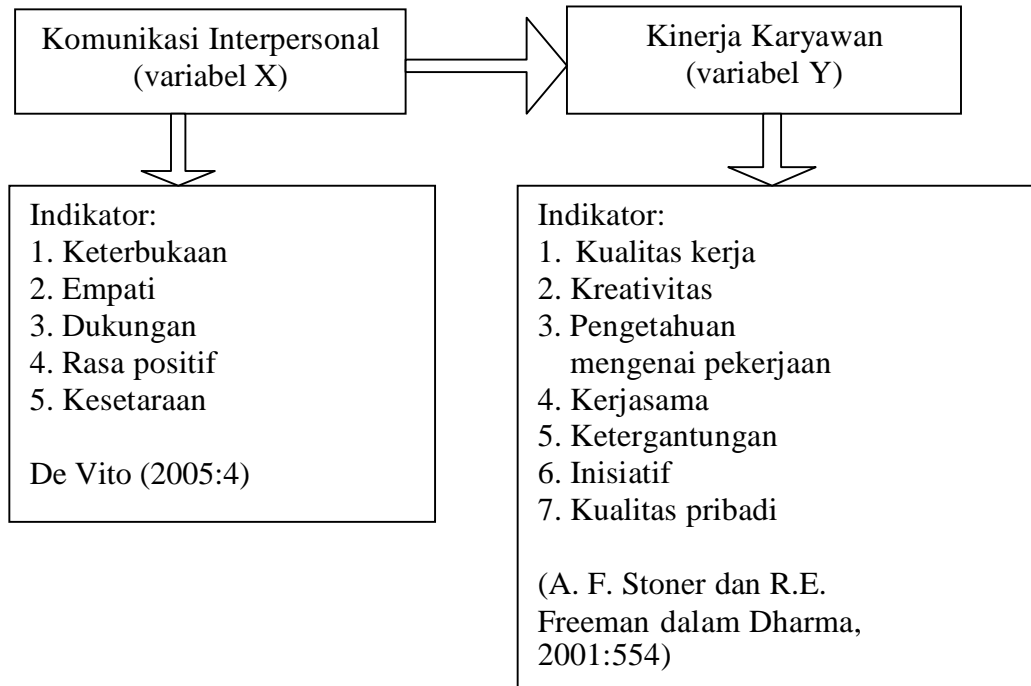 Komunikasi Interpersonal
(variabel X)
Kinerja Karyawan
(variabel Y)
Indikator:
1. Keterbukaan
2. Empati
3. Dukungan
4. Rasa positif
5. Kesetaraan
De Vito (2005:4)
Indikator:
1. Kualitas kerja
2. Kreativitas
3. Pengetahuan
mengenai pekerjaan
4. Kerjasama
5. Ketergantungan
6. Inisiatif
7. Kualitas pribadi
(A. F. Stoner dan R.E.
Freeman dalam Dharma,
2001:554)